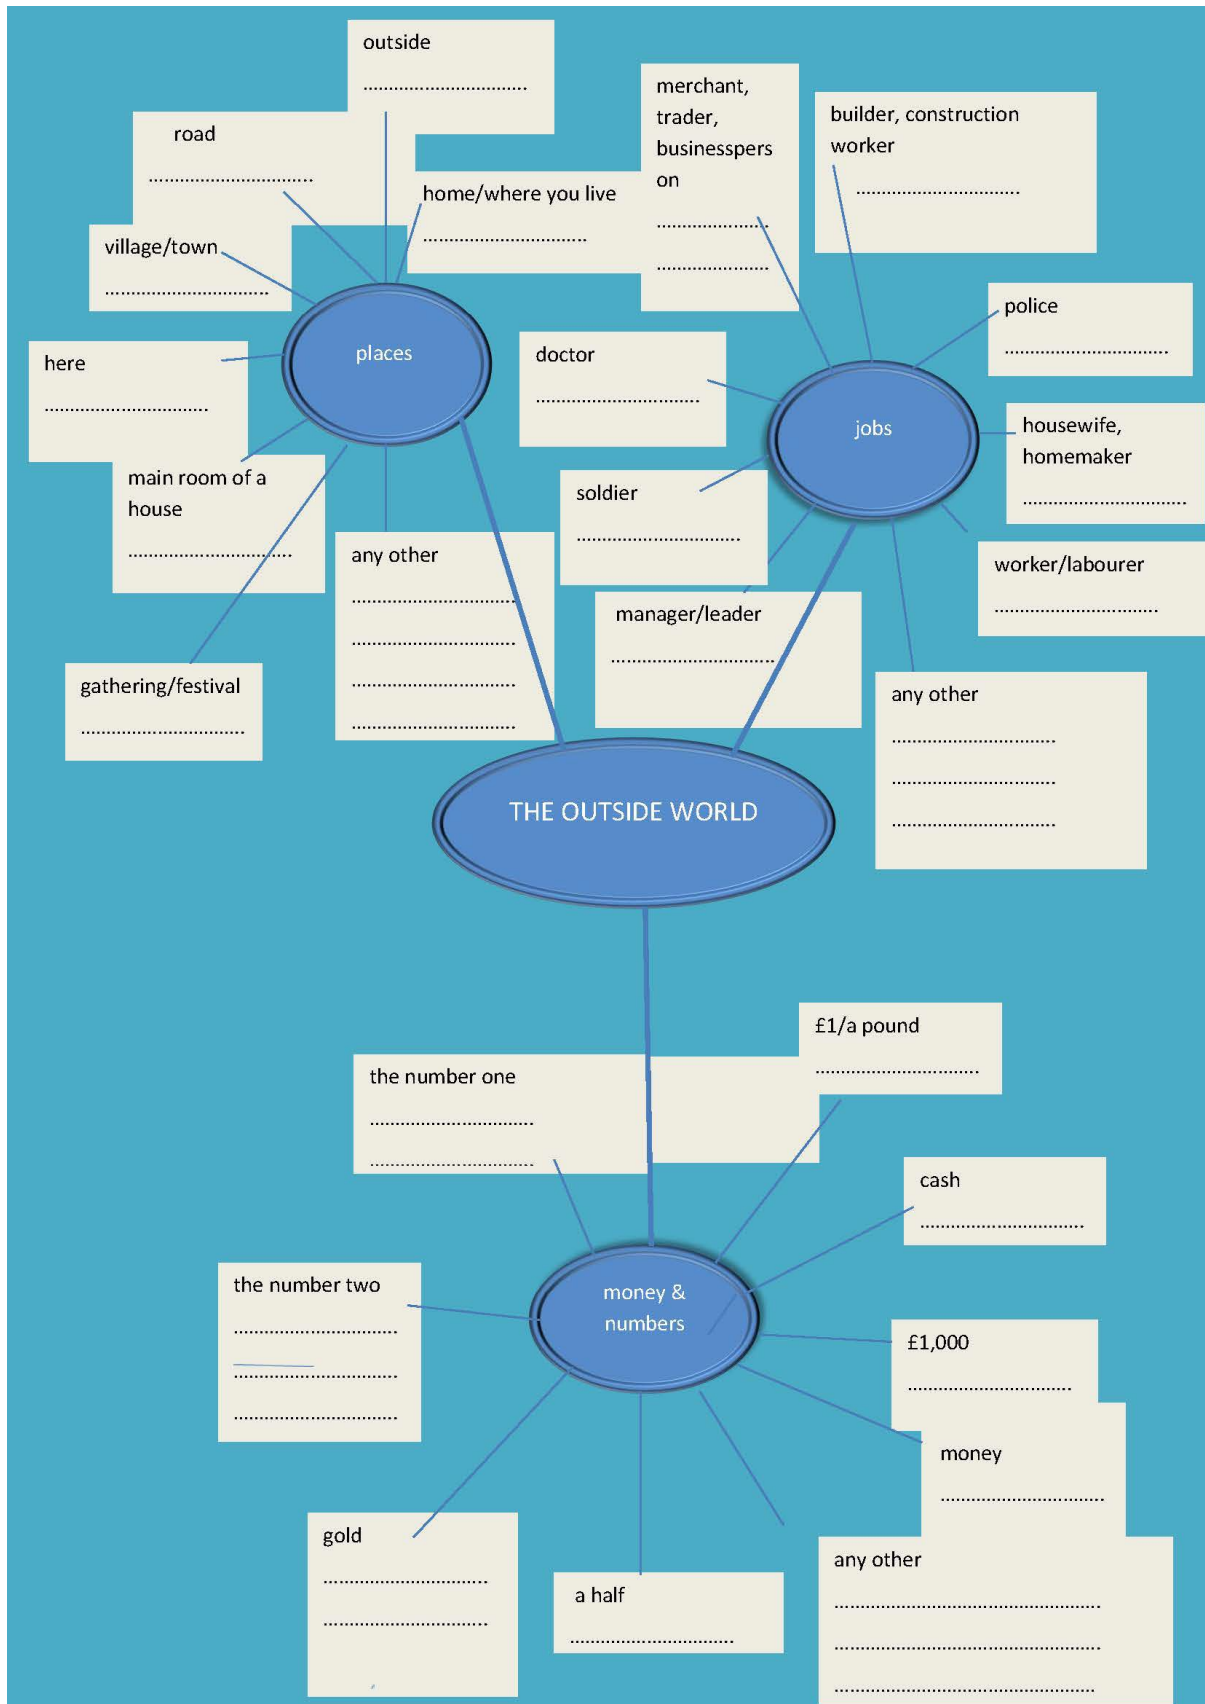 outside
..............................
road
..............................
home/where you live
..............................
village/town
..............................
places
here
..............................
main room of a
house
..............................
gathering/festival
..............................
any other
..............................
..............................
..............................
..............................
merchant,
trader,
businesspers
on
.....................
.....................
builder, construction
worker
..............................
police
..............................
doctor
..............................
jobs
housewife,
homemaker
..............................
soldier
..............................
worker/labourer
..............................
manager/leader
..............................
any other
..............................
..............................
..............................
THE OUTSIDE WORLD
£1/a pound
..............................
the number one
..............................
..............................
cash
..............................
the number two
..............................
..............................
..............................
money &
numbers
£1,000
..............................
money
..............................
gold
..............................
..............................
a half
..............................
any other
.................................................
.................................................
................................................